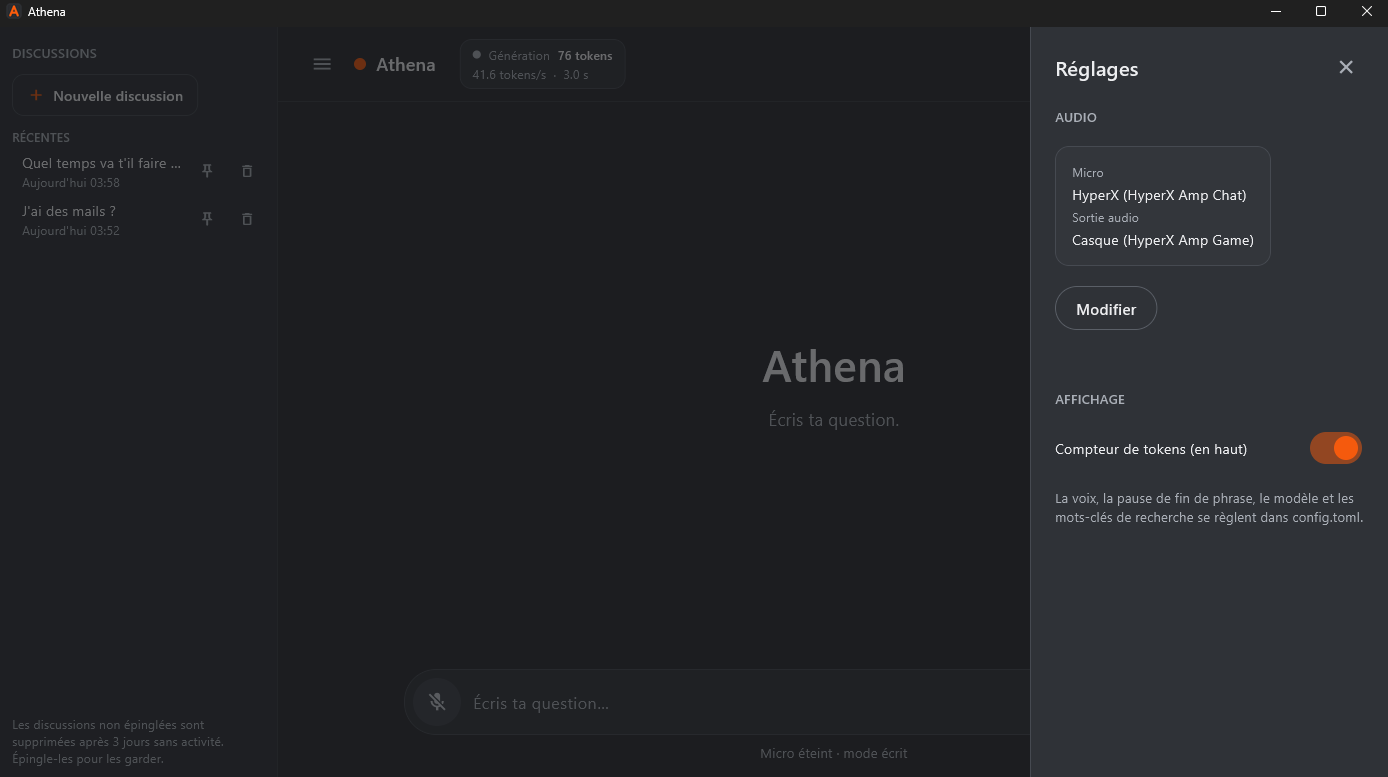 Athena
DISCUSSIONS
+ Nouvelle discussion
RÉCENTES
Quel temps va t'il faire ...
Aujourd'hui 03:58
J'ai des mails ?
Aujourd'hui 03:52
Les discussions non épinglées sont
supprimées après 3 jours sans activité.
Épingle-les pour les garder.
Athena
Génération 76 tokens
41.6 tokens/s · 3.0 s
Athena
Écris ta question.
Écris ta question...
Micro éteint · mode écrit
Réglages
AUDIO
Micro
HyperX (HyperX Amp Chat)
Sortie audio
Casque (HyperX Amp Game)
Modifier
AFFICHAGE
Compteur de tokens (en haut)
La voix, la pause de fin de phrase, le modèle et les
mots-clés de recherche se règlent dans config.toml.